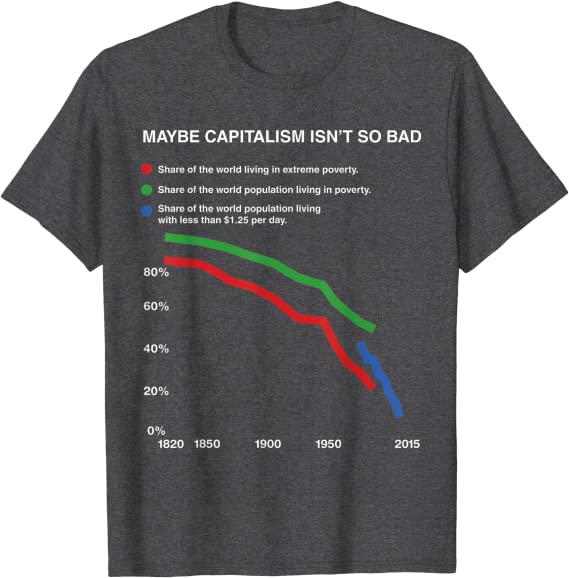 MAYBE CAPITALISM ISN'T SO BAD
Share of the world living in extreme poverty.
Share of the world population living in poverty.
Share of the world population living
with less than $1.25 per day.
80%
60%
40%
20%
0%
1820 1850 1900 1950 2015